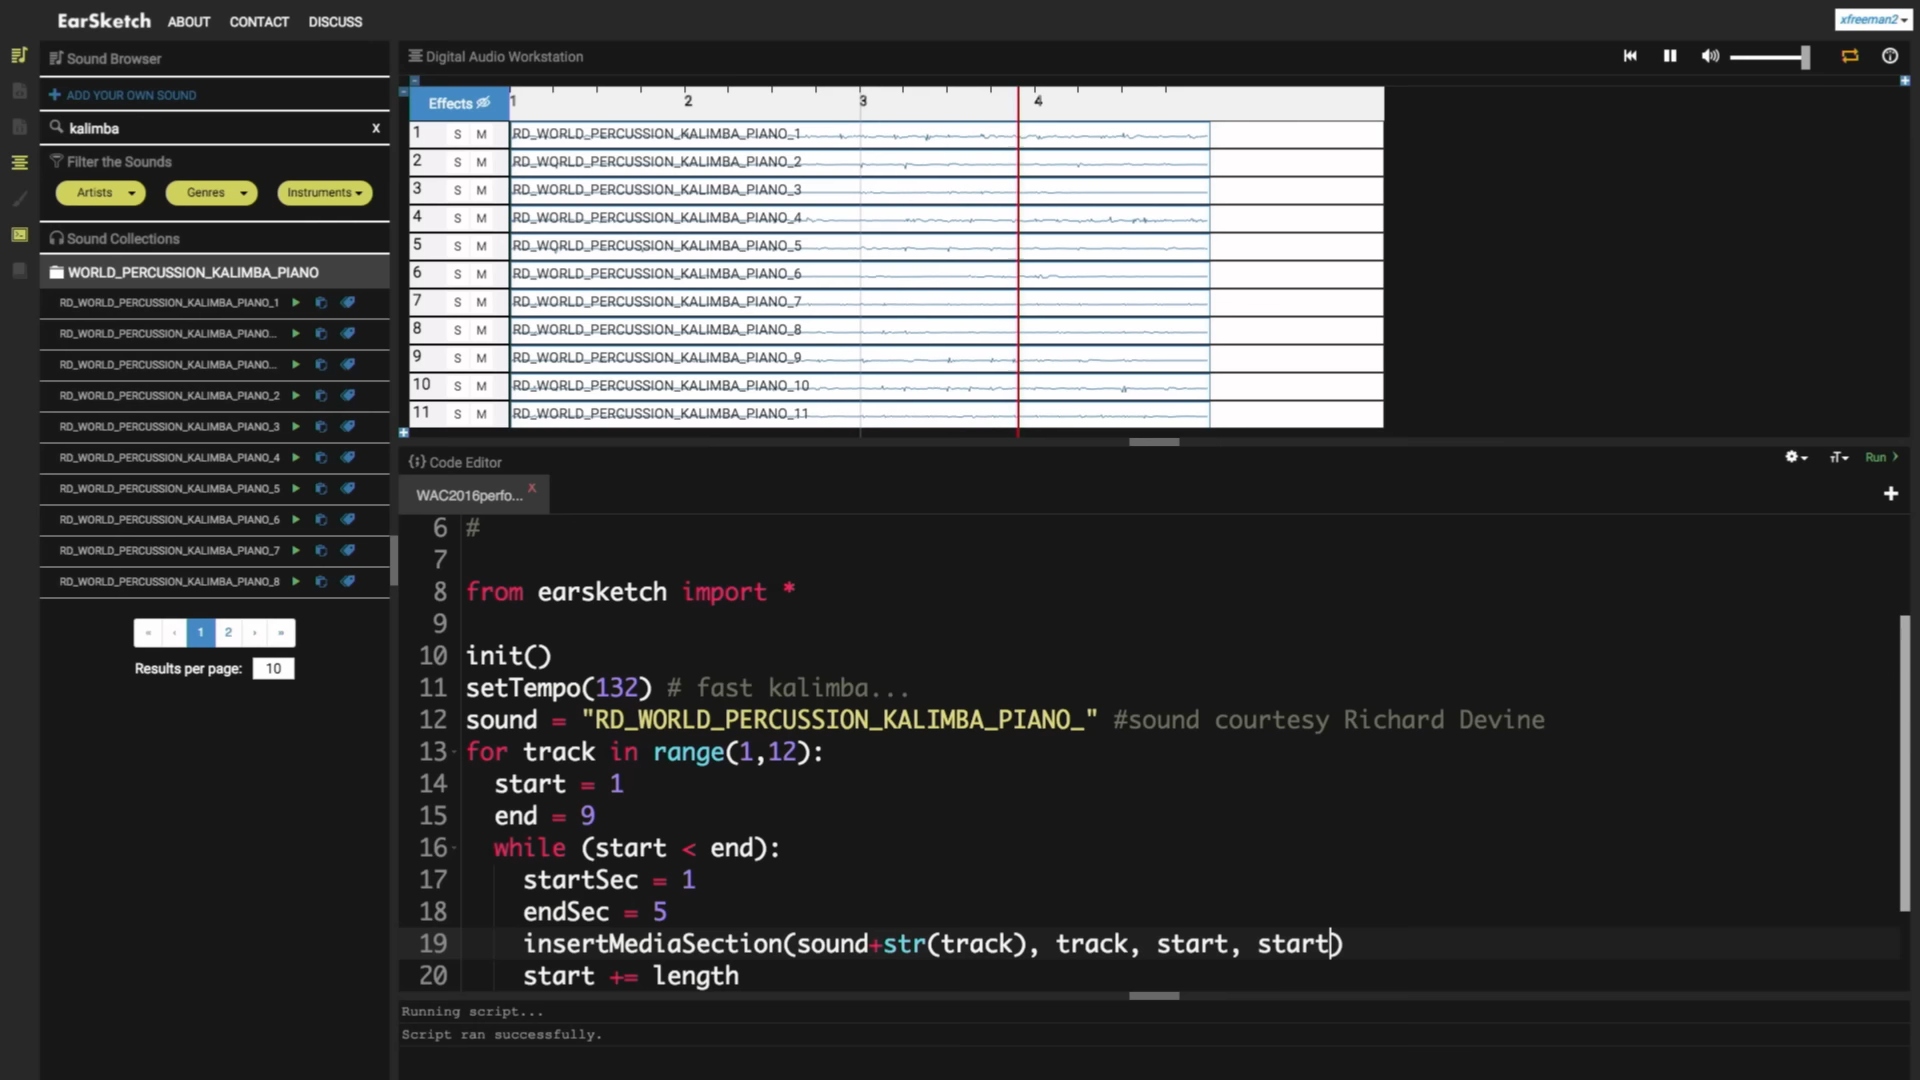 EarSketch ABOUT CONTACT DISCUSS
xfreeman2
Sound Browser
ADD YOUR OWN SOUND
kalimba x
Filter the Sounds
Artists Genres Instruments
Sound Collections
WORLD_PERCUSSION_KALIMBA_PIANO
RD_WORLD_PERCUSSION_KALIMBA_PIANO_1
RD_WORLD_PERCUSSION_KALIMBA_PIANO...
RD_WORLD_PERCUSSION_KALIMBA_PIANO...
RD_WORLD_PERCUSSION_KALIMBA_PIANO_2
RD_WORLD_PERCUSSION_KALIMBA_PIANO_3
RD_WORLD_PERCUSSION_KALIMBA_PIANO_4
RD_WORLD_PERCUSSION_KALIMBA_PIANO_5
RD_WORLD_PERCUSSION_KALIMBA_PIANO_6
RD_WORLD_PERCUSSION_KALIMBA_PIANO_7
RD_WORLD_PERCUSSION_KALIMBA_PIANO_8
« ‹ 1 2 › »
Results per page: 10
Digital Audio Workstation
Effects 1 2 3 4
1 S M RD_WORLD_PERCUSSION_KALIMBA_PIANO_1
2 S M RD_WORLD_PERCUSSION_KALIMBA_PIANO_2
3 S M RD_WORLD_PERCUSSION_KALIMBA_PIANO_3
4 S M RD_WORLD_PERCUSSION_KALIMBA_PIANO_4
5 S M RD_WORLD_PERCUSSION_KALIMBA_PIANO_5
6 S M RD_WORLD_PERCUSSION_KALIMBA_PIANO_6
7 S M RD_WORLD_PERCUSSION_KALIMBA_PIANO_7
8 S M RD_WORLD_PERCUSSION_KALIMBA_PIANO_8
9 S M RD_WORLD_PERCUSSION_KALIMBA_PIANO_9
10 S M RD_WORLD_PERCUSSION_KALIMBA_PIANO_10
11 S M RD_WORLD_PERCUSSION_KALIMBA_PIANO_11
{;} Code Editor TT Run >
WAC2016perfo... x +
6 #
7
8 from earsketch import *
9
10 init()
11 setTempo(132) # fast kalimba...
12 sound = "RD_WORLD_PERCUSSION_KALIMBA_PIANO_" #sound courtesy Richard Devine
13 for track in range(1,12):
14 start = 1
15 end = 9
16 while (start < end):
17 startSec = 1
18 endSec = 5
19 insertMediaSection(sound+str(track), track, start, start)
20 start += length
Running script...
Script ran successfully.